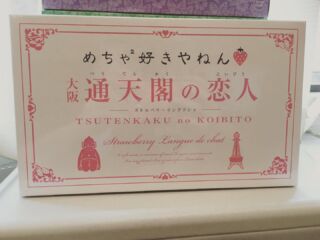 めちゃ²好きやねん
大阪 通天閣の恋人
TSUTENKAKU no KOIBITO
Strawberry Langue de chat